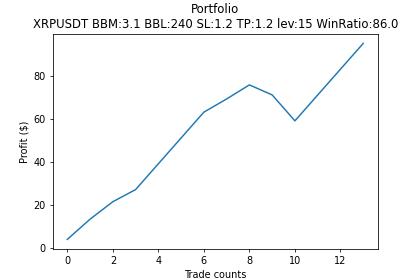 Portfolio
XRPUSDT BBM:3.1 BBL:240 SL:1.2 TP:1.2 lev:15 WinRatio:86.0
80
60
40
20
0
Profit ($)
0 2 4 6 8 10 12
Trade counts